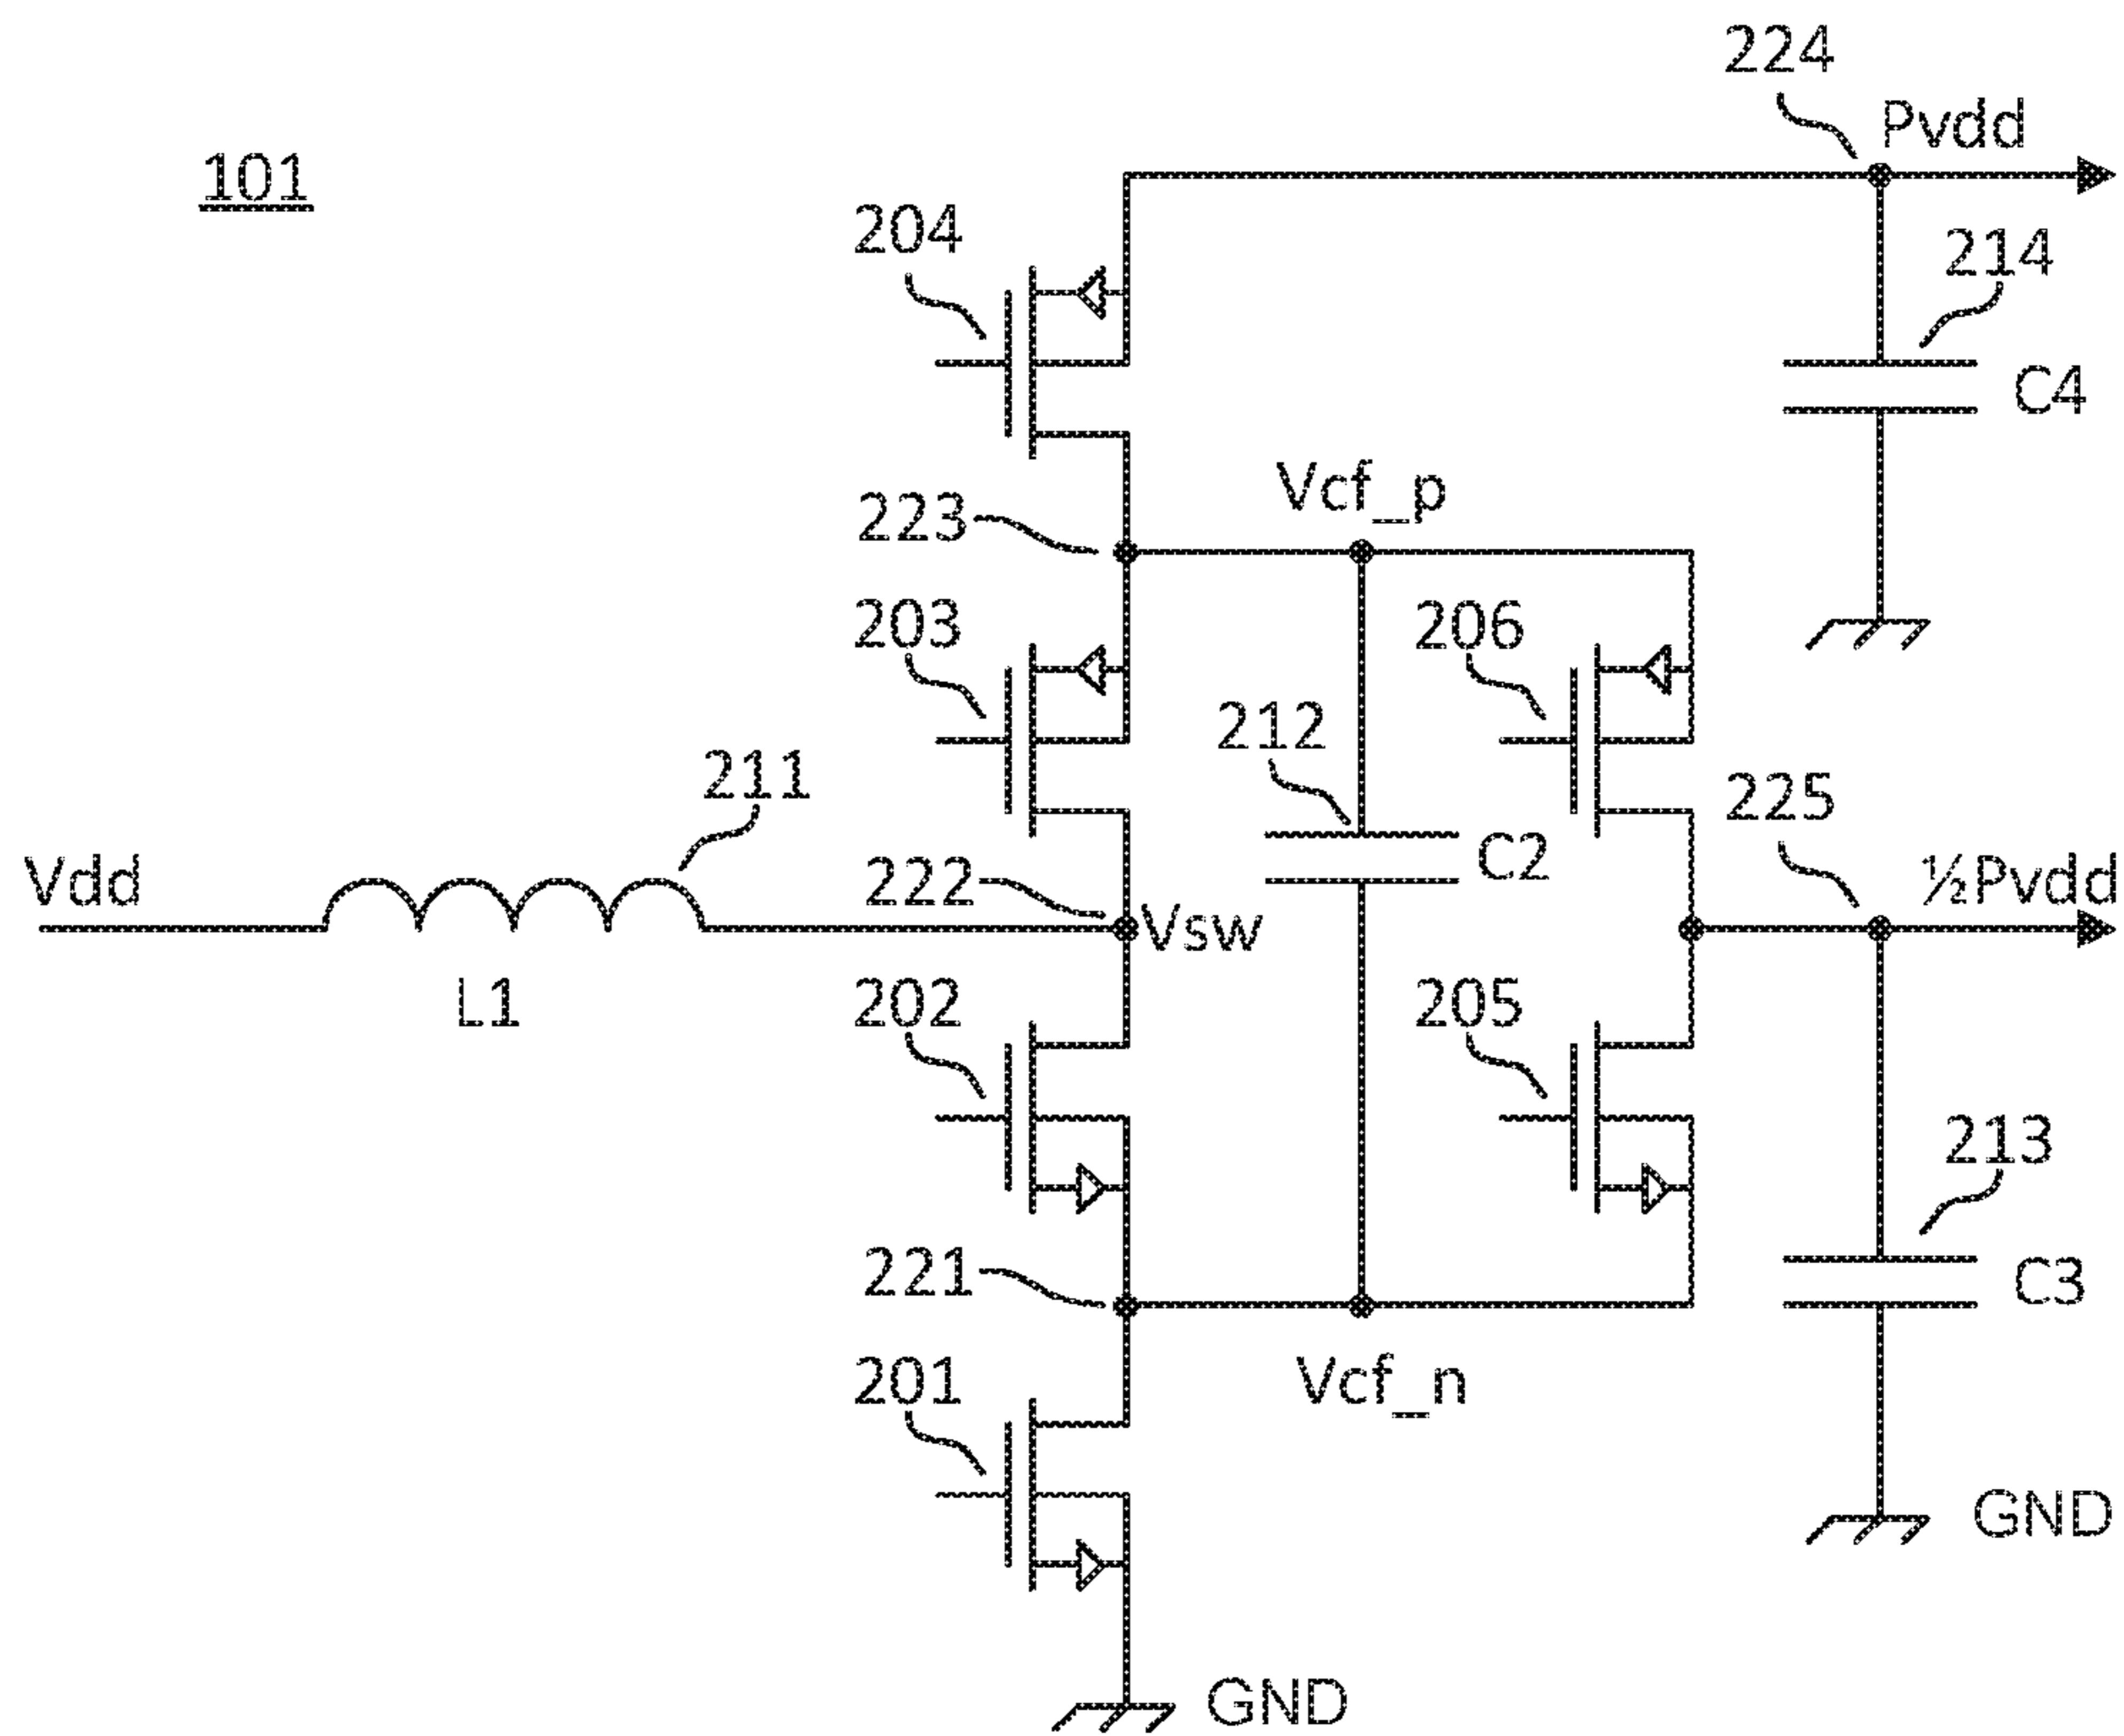 224
Pvdd
101
204
214
C4
Vcf_p
223
203
206
212
211
225
Vdd
222
C2
½Pvdd
Vsw
L1
202
205
213
221
C3
Vcf_n
201
GND
GND